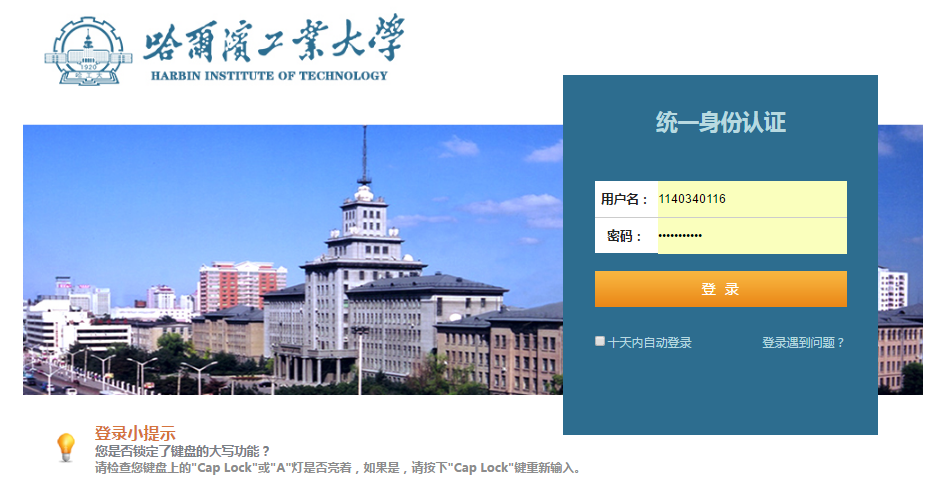 哈爾濱工業大學
HARBIN INSTITUTE OF TECHNOLOGY
1920
哈工大
统一身份认证
用户名： 1140340116
密码： •••••••••••
登 录
十天内自动登录 登录遇到问题？
登录小提示
您是否锁定了键盘的大写功能？
请检查您键盘上的"Cap Lock"或"A"灯是否亮着，如果是，请按下"Cap Lock"键重新输入。